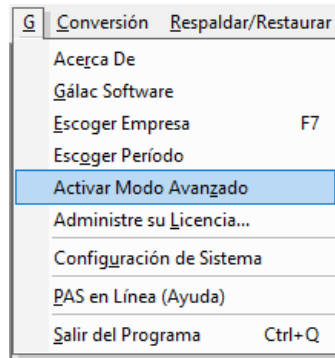 G Conversión Respaldar/Restaurar
Acerca De
Gálac Software
Escoger Empresa F7
Escoger Período
Activar Modo Avanzado
Administre su Licencia...
Configuración de Sistema
PAS en Línea (Ayuda)
Salir del Programa Ctrl+Q